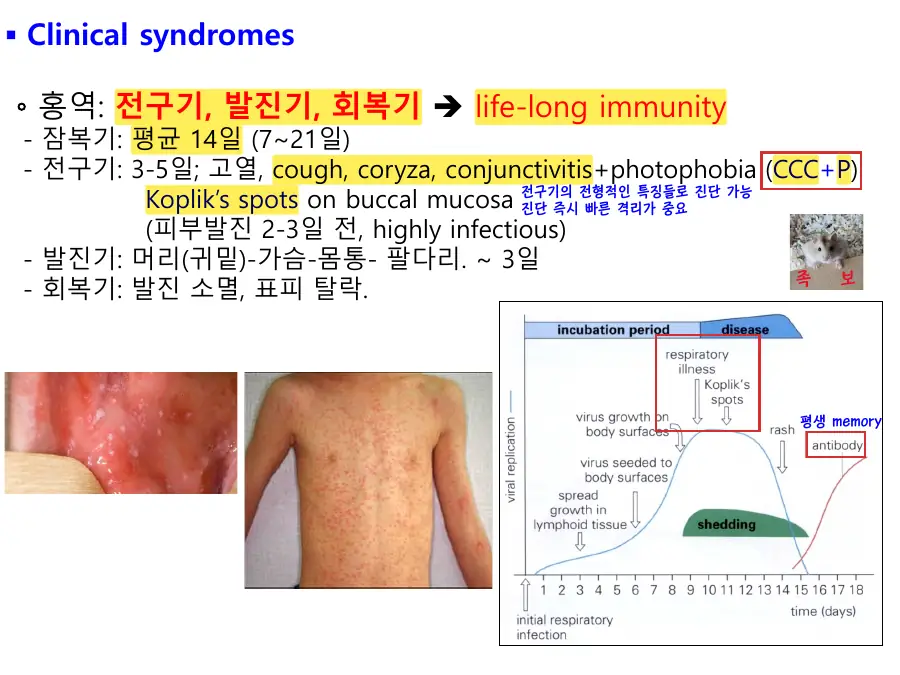 ▪ Clinical syndromes
∘ 홍역: 전구기, 발진기, 회복기 ➔ life-long immunity
- 잠복기: 평균 14일 (7~21일)
- 전구기: 3-5일; 고열, cough, coryza, conjunctivitis+photophobia (CCC+P)
Koplik’s spots on buccal mucosa 전구기의 전형적인 특징들로 진단 가능
진단 즉시 빠른 격리가 중요
(피부발진 2-3일 전, highly infectious)
- 발진기: 머리(귀밑)-가슴-몸통- 팔다리. ~ 3일
- 회복기: 발진 소멸, 표피 탈락.
족 보
incubation period disease
respiratory
illness
Koplik's
spots
virus growth on
body surfaces
평생 memory
rash
antibody
virus seeded to
body surfaces
spread
growth in
lymphoid tissue
shedding
viral replication
1 2 3 4 5 6 7 8 9 10 11 12 13 14 15 16 17 18
time (days)
initial respiratory
infection